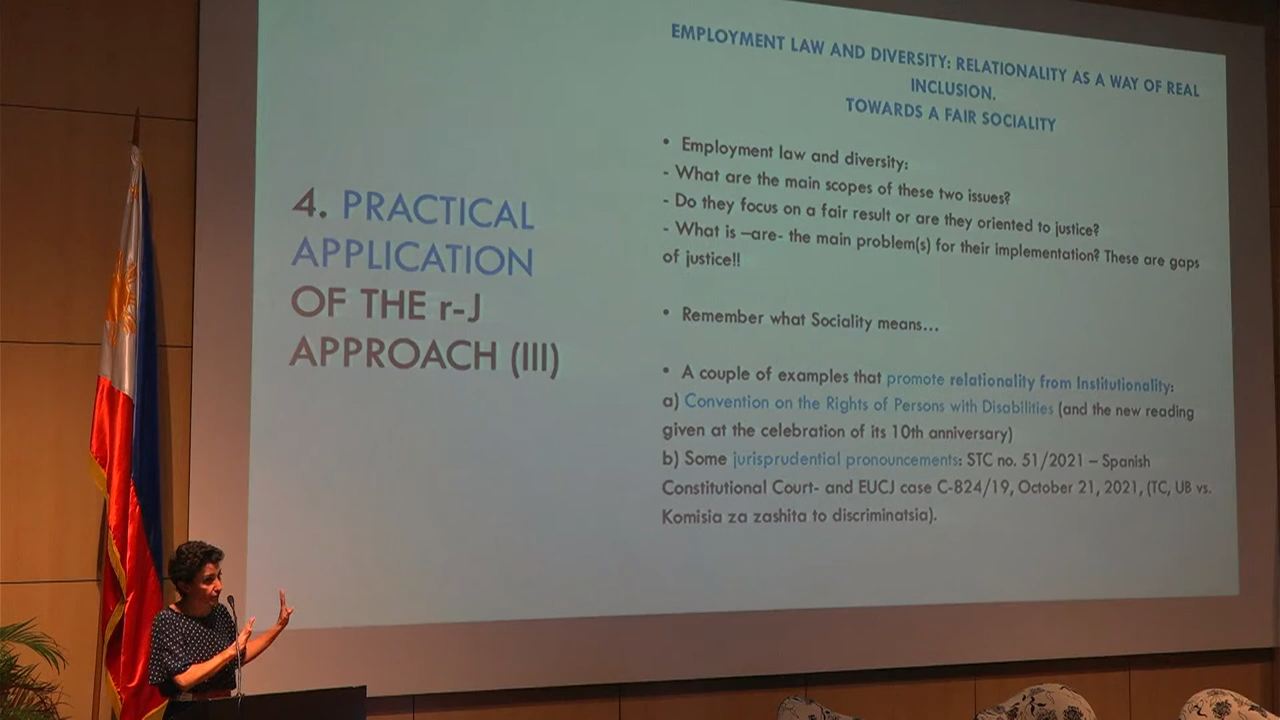 4. PRACTICAL
APPLICATION
OF THE r-J
APPROACH (III)
EMPLOYMENT LAW AND DIVERSITY: RELATIONALITY AS A WAY OF REAL
INCLUSION.
TOWARDS A FAIR SOCIALITY
• Employment law and diversity:
- What are the main scopes of these two issues?
- Do they focus on a fair result or are they oriented to justice?
- What is –are- the main problem(s) for their implementation? These are gaps
of justice!!
• Remember what Sociality means...
• A couple of examples that promote relationality from Institutionality:
a) Convention on the Rights of Persons with Disabilities (and the new reading
given at the celebration of its 10th anniversary)
b) Some jurisprudential pronouncements: STC no. 51/2021 – Spanish
Constitutional Court- and EUCJ case C-824/19, October 21, 2021, (TC, UB vs.
Komisia za zashita to discriminatsia).